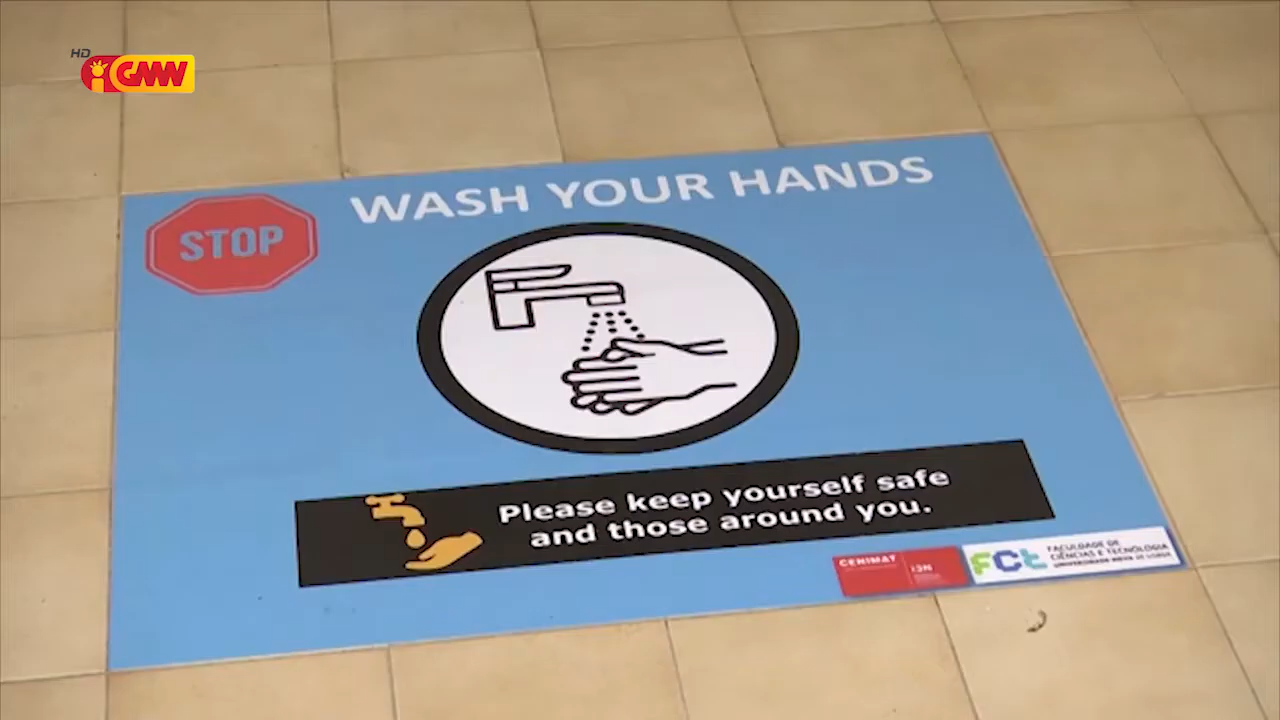 HD
iGMW
WASH YOUR HANDS
STOP
Please keep yourself safe
and those around you.
CENIMAT
i3N
FCt
FACULDADE DE
CIÊNCIAS E TECNOLOGIA
UNIVERSIDADE NOVA DE LISBOA